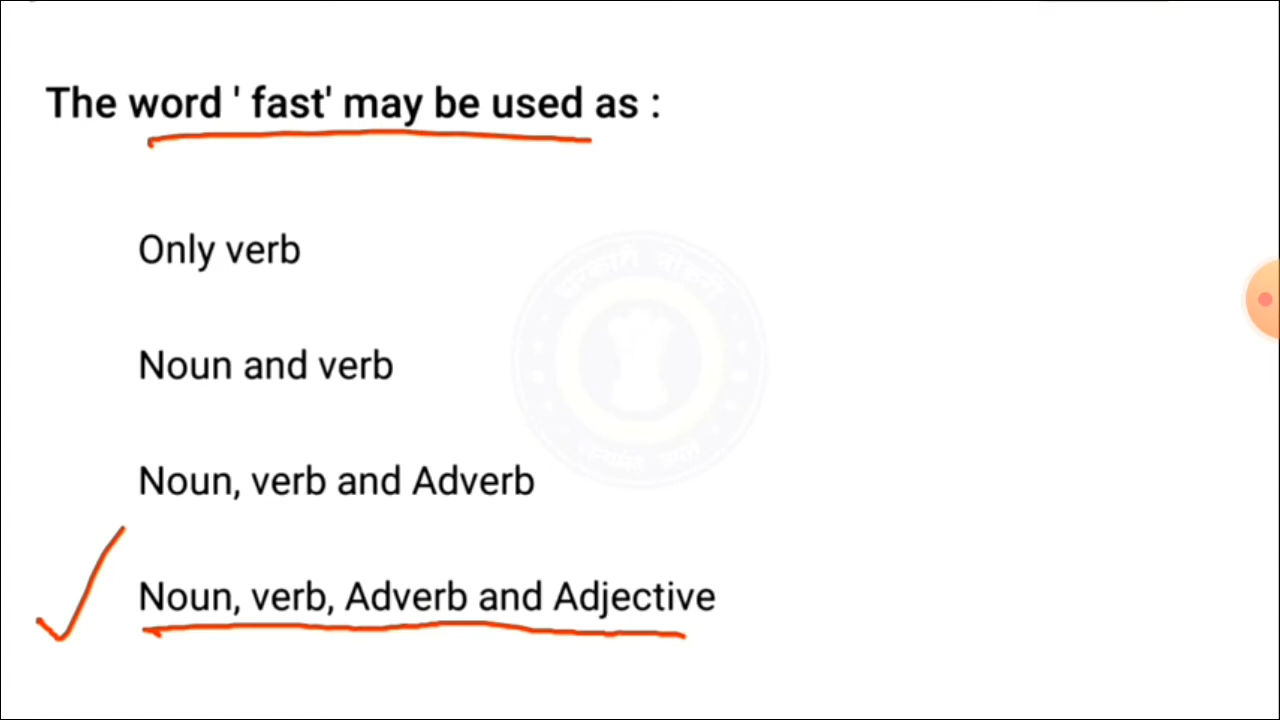 The word ' fast' may be used as :
Only verb
Noun and verb
Noun, verb and Adverb
Noun, verb, Adverb and Adjective